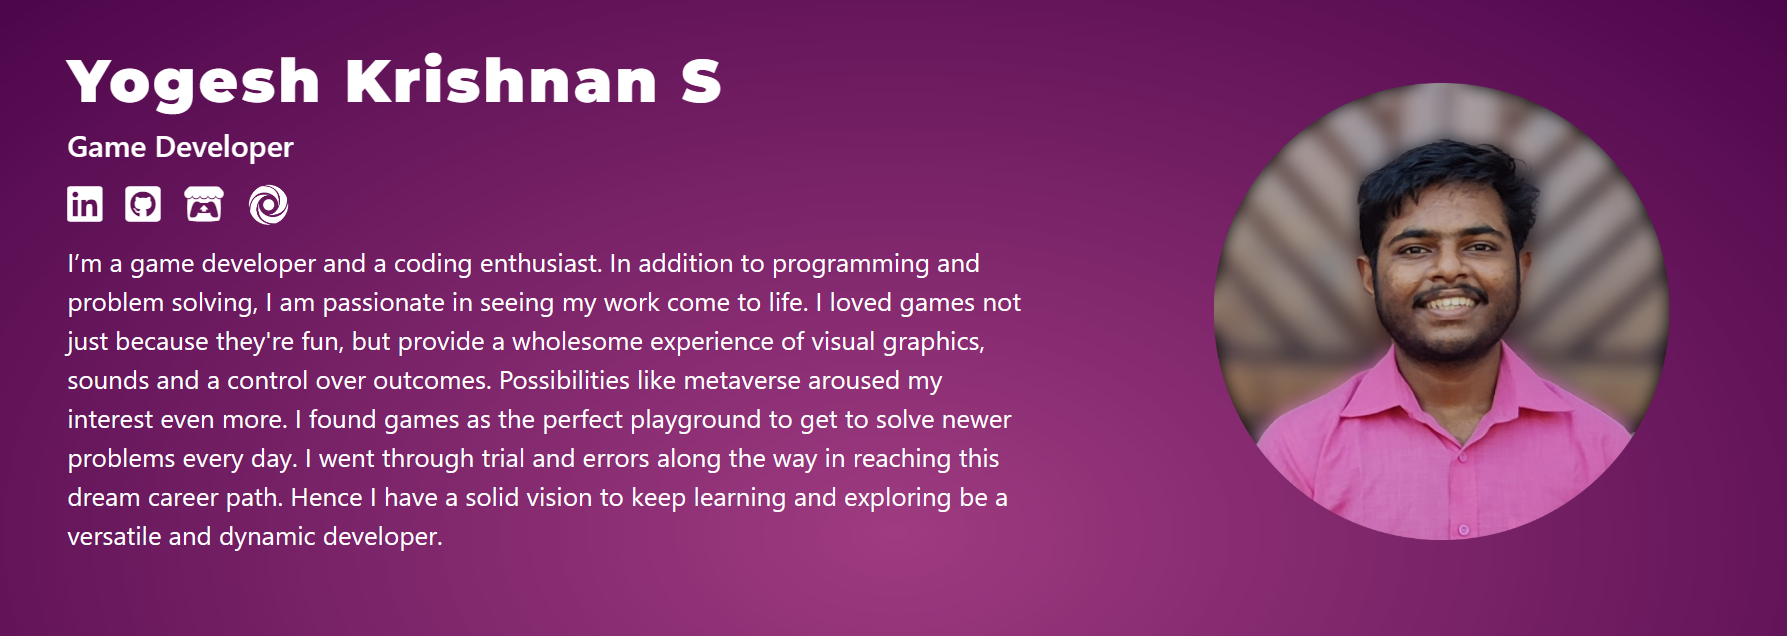 Yogesh Krishnan S
Game Developer
in
I’m a game developer and a coding enthusiast. In addition to programming and
problem solving, I am passionate in seeing my work come to life. I loved games not
just because they're fun, but provide a wholesome experience of visual graphics,
sounds and a control over outcomes. Possibilities like metaverse aroused my
interest even more. I found games as the perfect playground to get to solve newer
problems every day. I went through trial and errors along the way in reaching this
dream career path. Hence I have a solid vision to keep learning and exploring be a
versatile and dynamic developer.